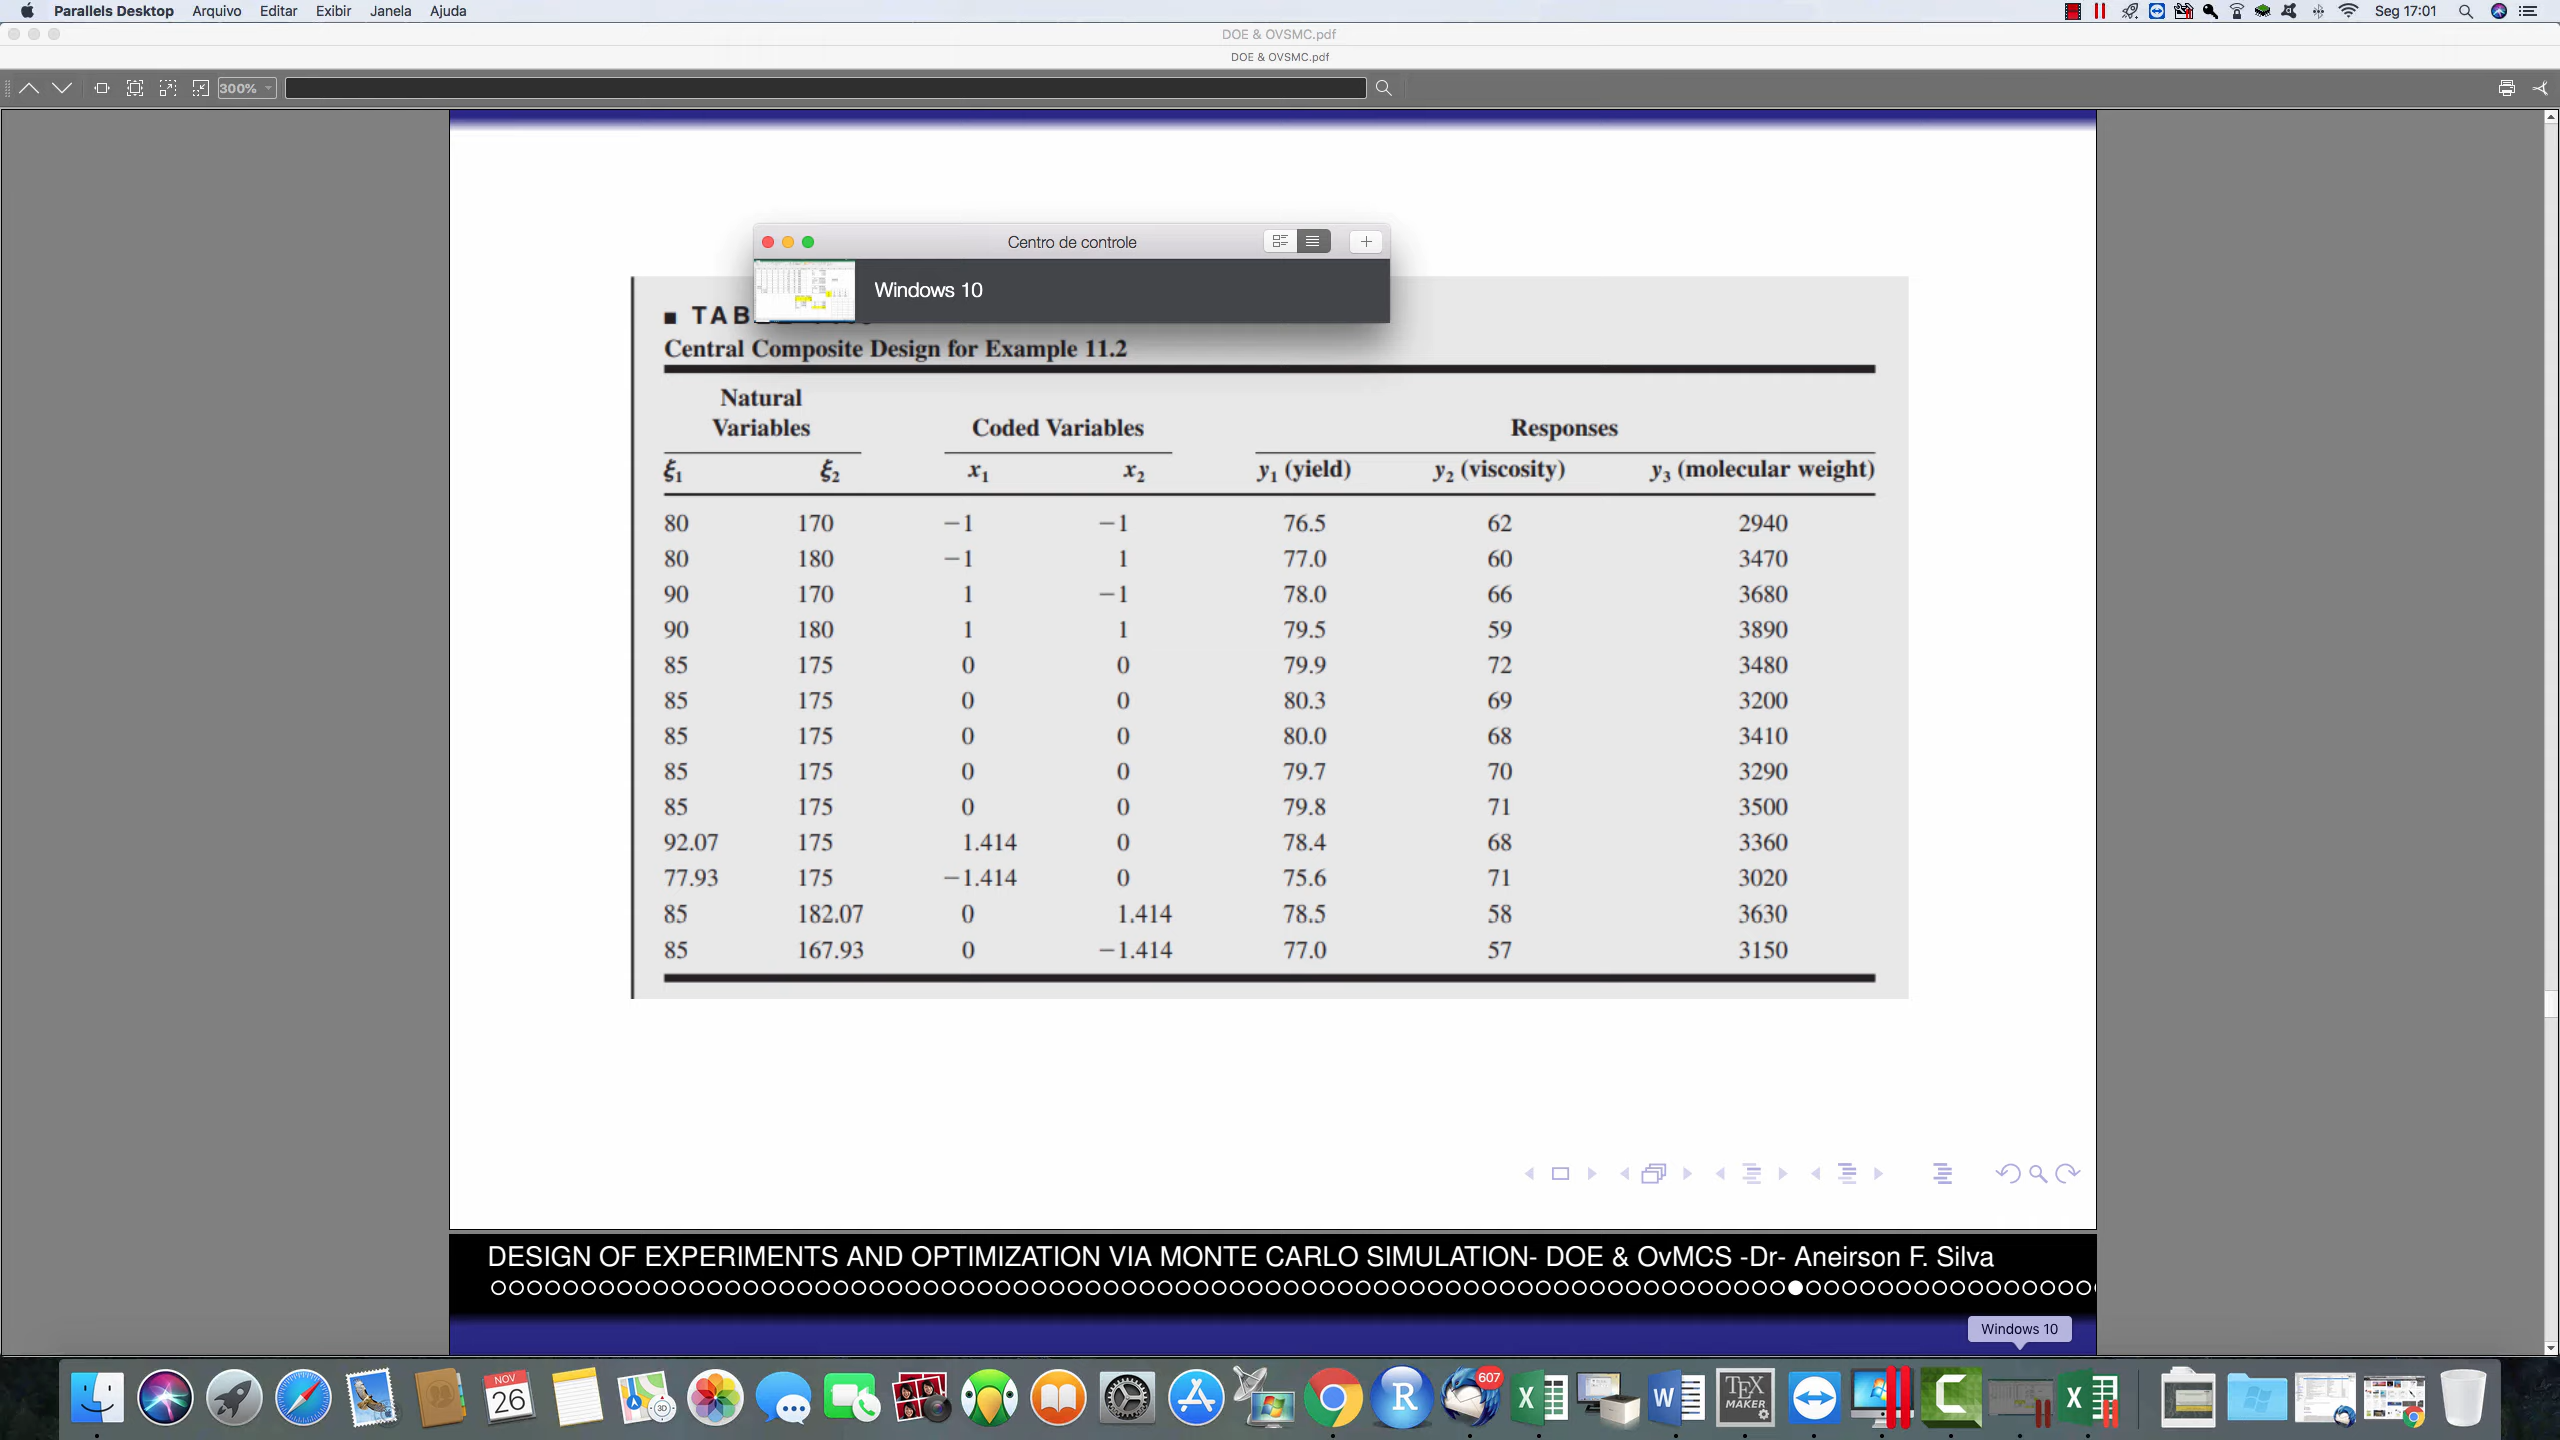 Parallels Desktop Arquivo Editar Exibir Janela Ajuda Seg 17:01
DOE & OVSMC.pdf
DOE & OVSMC.pdf
300%
Centro de controle
Windows 10
Central Composite Design for Example 11.2
Natural
Variables Coded Variables Responses
ξ1 ξ2 x1 x2 y1 (yield) y2 (viscosity) y3 (molecular weight)
80 170 −1 −1 76.5 62 2940
80 180 −1 1 77.0 60 3470
90 170 1 −1 78.0 66 3680
90 180 1 1 79.5 59 3890
85 175 0 0 79.9 72 3480
85 175 0 0 80.3 69 3200
85 175 0 0 80.0 68 3410
85 175 0 0 79.7 70 3290
85 175 0 0 79.8 71 3500
92.07 175 1.414 0 78.4 68 3360
77.93 175 −1.414 0 75.6 71 3020
85 182.07 0 1.414 78.5 58 3630
85 167.93 0 −1.414 77.0 57 3150
DESIGN OF EXPERIMENTS AND OPTIMIZATION VIA MONTE CARLO SIMULATION- DOE & OvMCS -Dr- Aneirson F. Silva
Windows 10
NOV
26
3D
R
607
X
W
TEX
MAKER
C
X